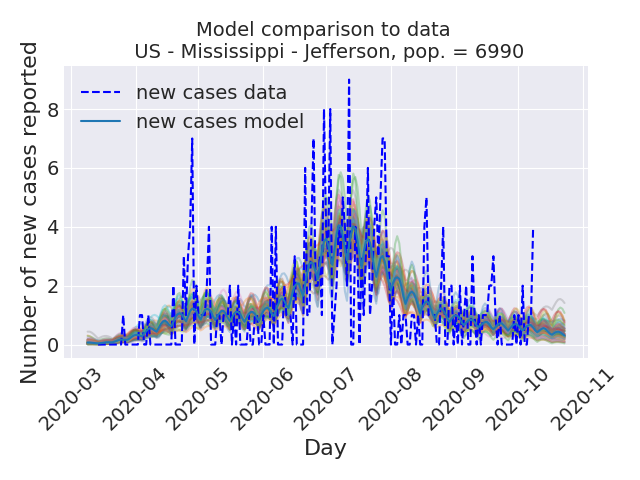 Model comparison to data
US - Mississippi - Jefferson, pop. = 6990
Number of new cases reported
new cases data
new cases model
8
6
4
2
0
2020-03
2020-04
2020-05
2020-06
2020-07
2020-08
2020-09
2020-10
2020-11
Day